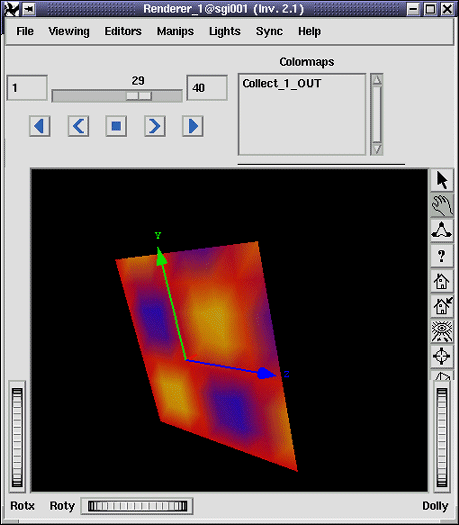 Renderer_1@sgi001 (Inv. 2.1)
File Viewing Editors Manips Lights Sync Help
Colormaps
1 29 40
Collect_1_OUT
?
Y
Z
Rotx Roty Dolly